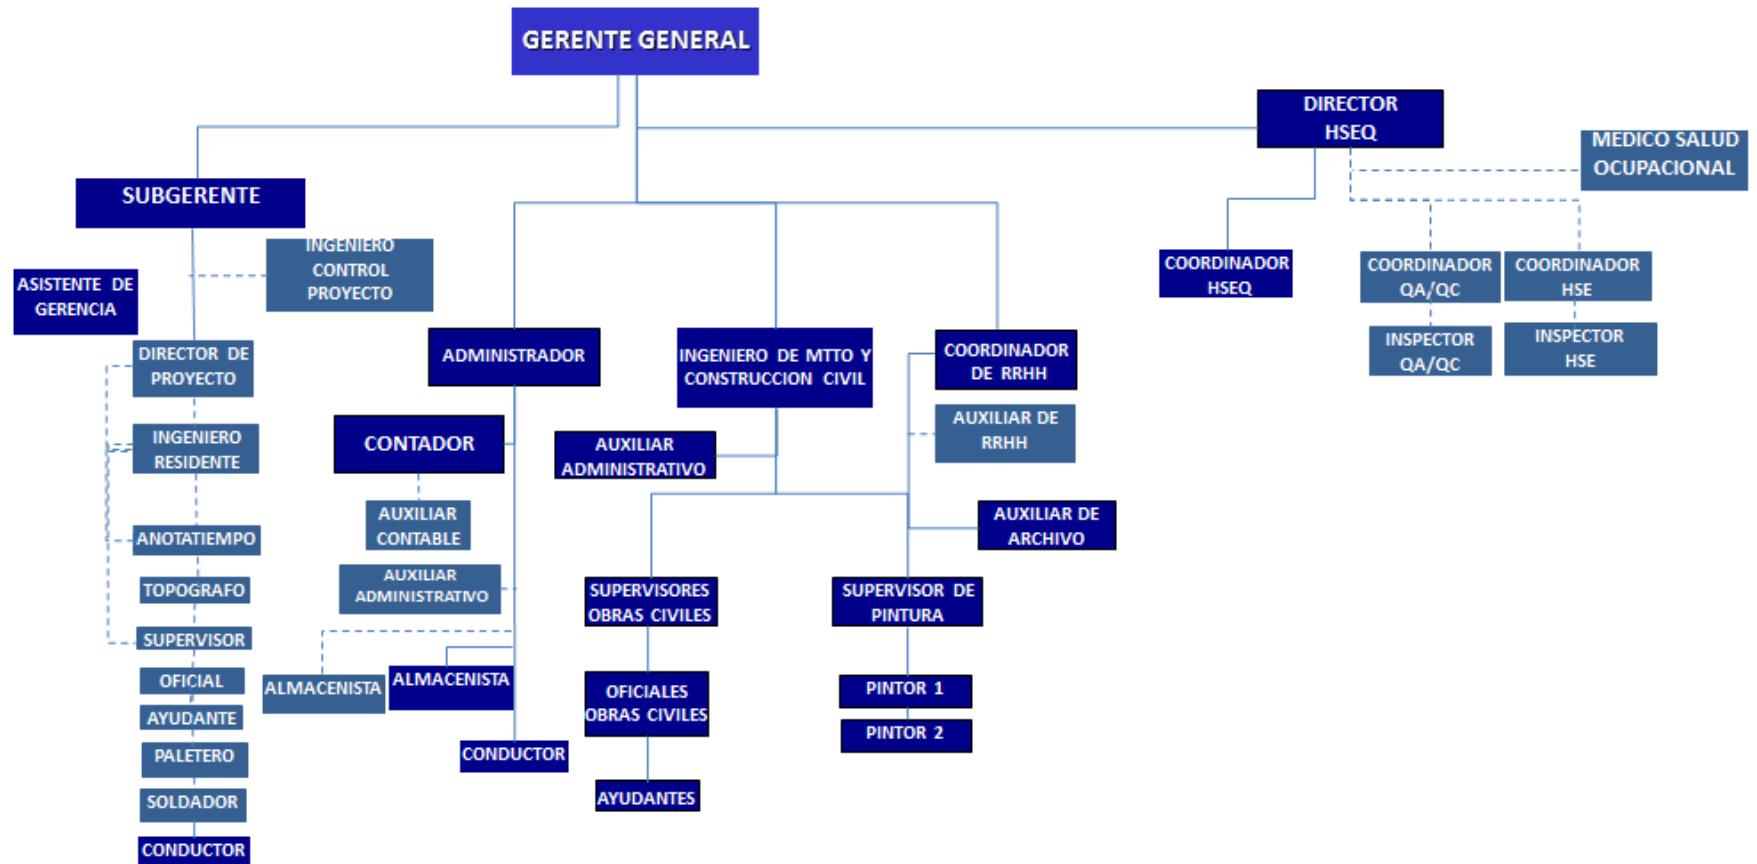 GERENTE GENERAL
DIRECTOR
HSEQ
MEDICO SALUD
OCUPACIONAL
SUBGERENTE
INGENIERO
CONTROL
PROYECTO
ASISTENTE DE
GERENCIA
COORDINADOR
HSEQ
COORDINADOR
QA/QC
COORDINADOR
HSE
INSPECTOR
QA/QC
INSPECTOR
HSE
DIRECTOR DE
PROYECTO
ADMINISTRADOR
INGENIERO DE MTTO Y
CONSTRUCCION CIVIL
COORDINADOR
DE RRHH
INGENIERO
RESIDENTE
CONTADOR
AUXILIAR
ADMINISTRATIVO
AUXILIAR DE
RRHH
ANOTATIEMPO
AUXILIAR
CONTABLE
AUXILIAR DE
ARCHIVO
TOPOGRAFO
AUXILIAR
ADMINISTRATIVO
SUPERVISORES
OBRAS CIVILES
SUPERVISOR DE
PINTURA
SUPERVISOR
OFICIAL
ALMACENISTA
ALMACENISTA
OFICIALES
OBRAS CIVILES
PINTOR 1
AYUDANTE
PINTOR 2
PALETERO
CONDUCTOR
SOLDADOR
AYUDANTES
CONDUCTOR